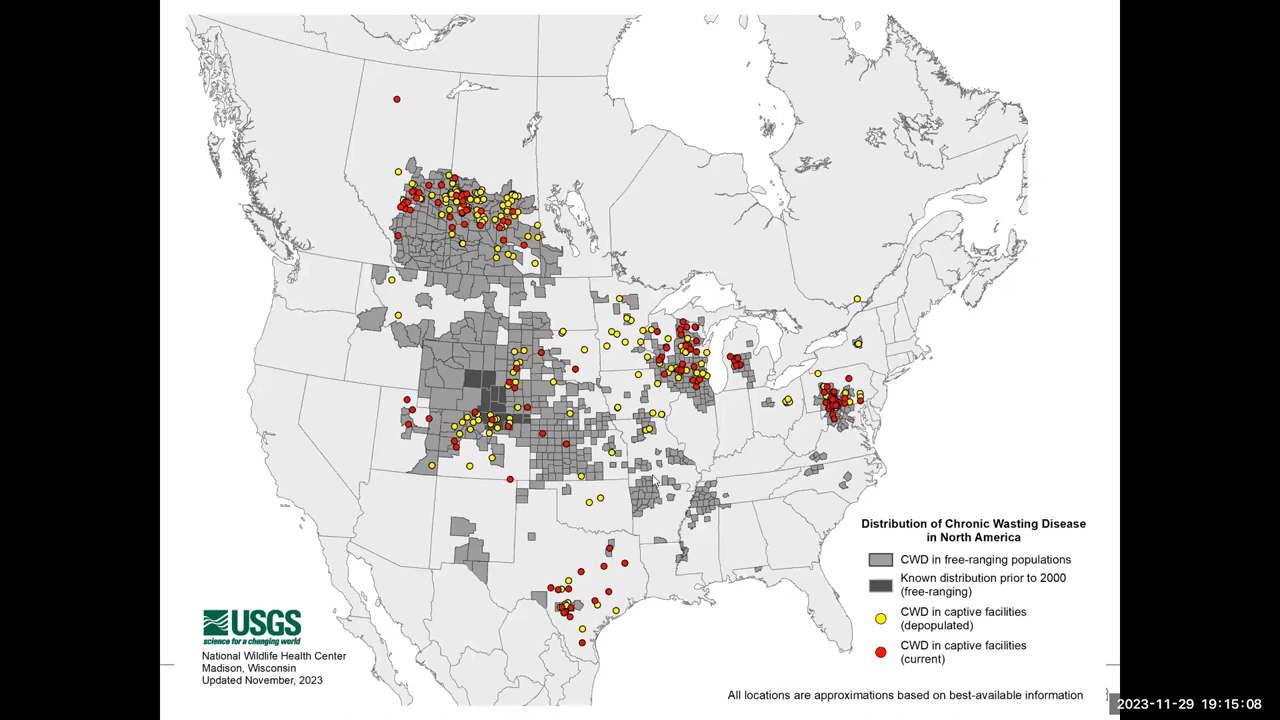 Distribution of Chronic Wasting Disease
in North America
CWD in free-ranging populations
Known distribution prior to 2000
(free-ranging)
CWD in captive facilities
(depopulated)
CWD in captive facilities
(current)
USGS
science for a changing world
National Wildlife Health Center
Madison, Wisconsin
Updated November, 2023
All locations are approximations based on best-available information
2023-11-29 19:15:08